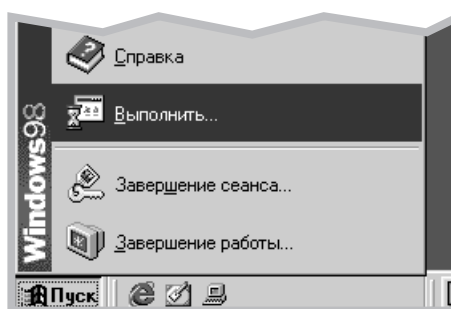 Справка
Выполнить...
Завершение сеанса...
Завершение работы...
Windows98
Пуск